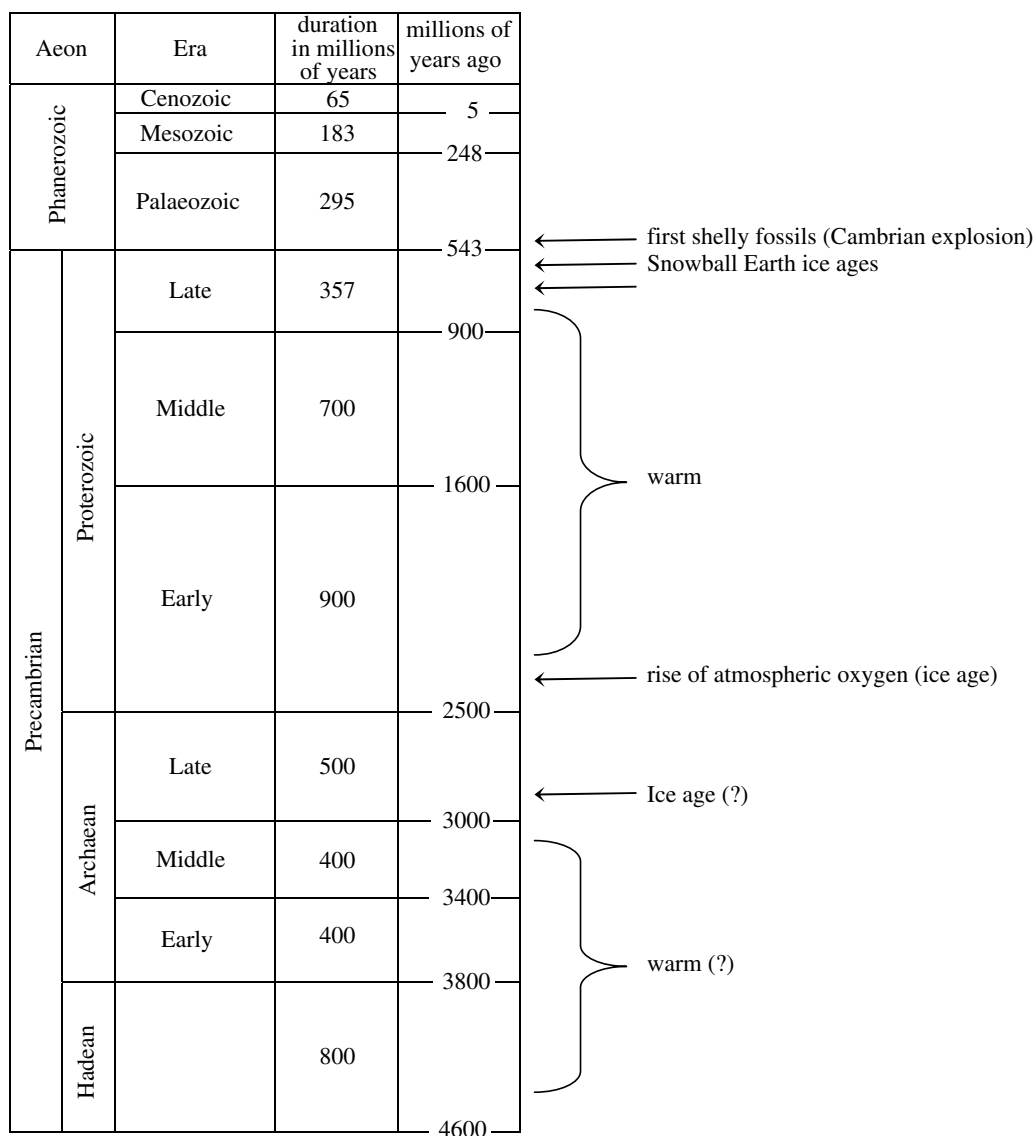 Aeon
Era
duration
in millions
of years
millions of
years ago
Phanerozoic
Cenozoic
65
5
Mesozoic
183
248
Palaeozoic
295
first shelly fossils (Cambrian explosion)
543
Snowball Earth ice ages
Precambrian
Proterozoic
Late
357
900
Middle
700
warm
1600
Early
900
rise of atmospheric oxygen (ice age)
2500
Archaean
Late
500
Ice age (?)
3000
Middle
400
3400
Early
400
warm (?)
3800
Hadean
800
4600